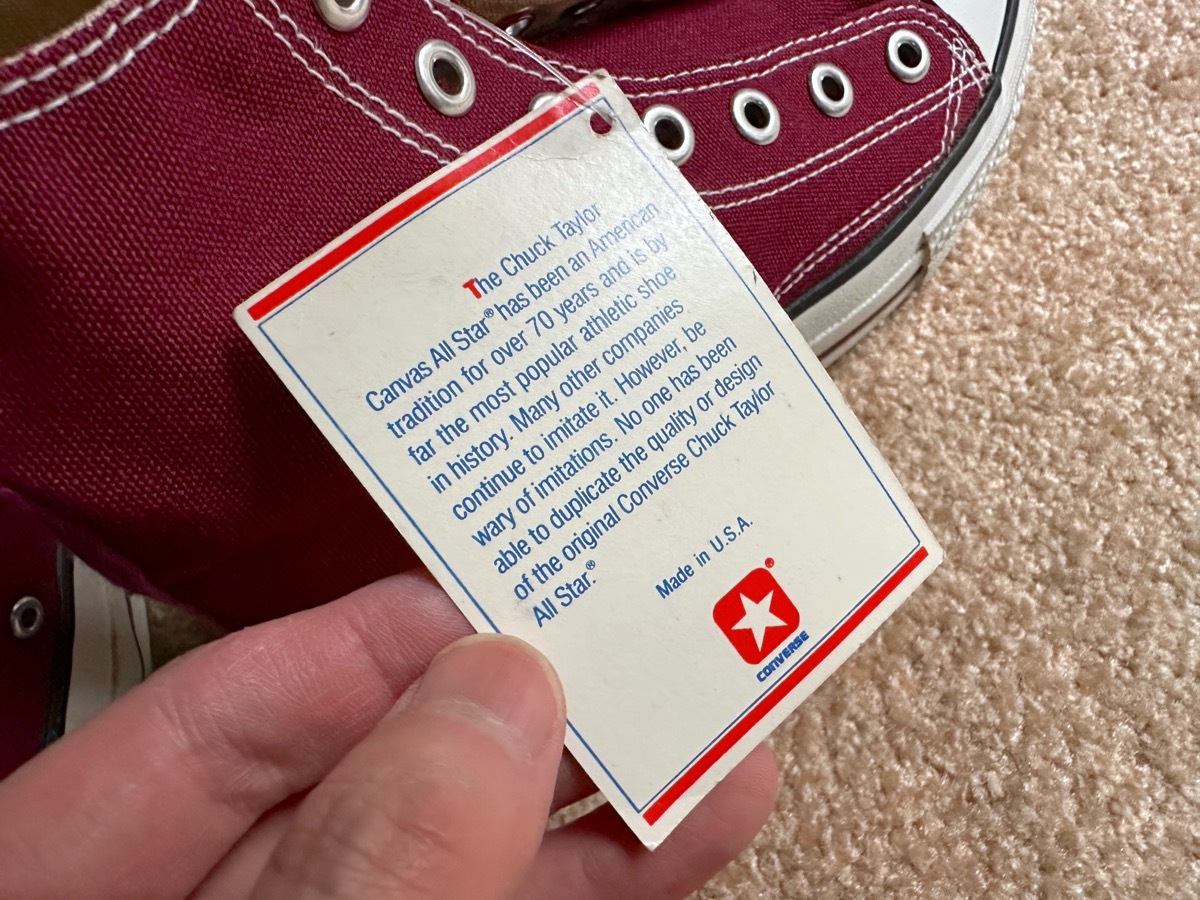 The Chuck Taylor
Canvas All Star® has been an American
tradition for over 70 years and is by
far the most popular athletic shoe
in history. Many other companies
continue to imitate it. However, be
wary of imitations. No one has been
able to duplicate the quality or design
of the original Converse Chuck Taylor
All Star.®
Made in U.S.A.
®
CONVERSE